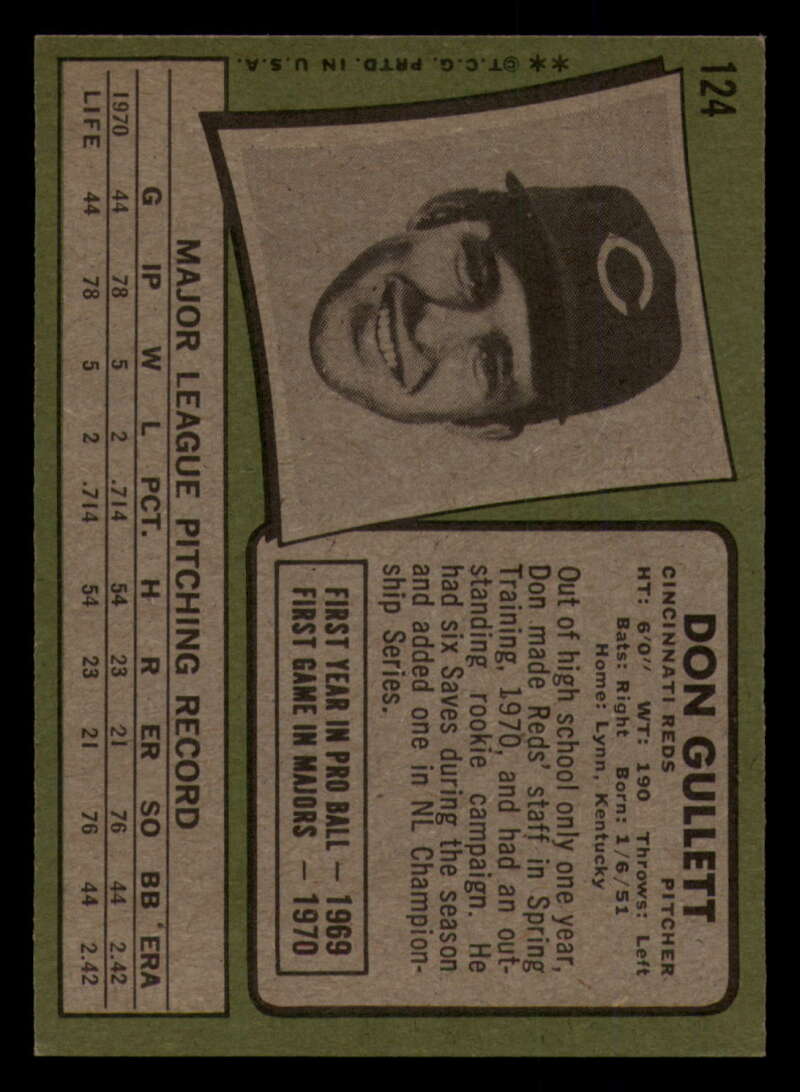 124
** ©T.C.G. PRTD. IN U.S.A.
C
DON GULLETT
CINCINNATI REDS PITCHER
HT: 6'0" WT: 190 Throws: Left
Bats: Right Born: 1/6/51
Home: Lynn, Kentucky
Out of high school only one year,
Don made Reds' staff in Spring
Training, 1970, and had an out-
standing rookie campaign. He
had six Saves during the season
and added one in NL Champion-
ship Series.
FIRST YEAR IN PRO BALL — 1969
FIRST GAME IN MAJORS — 1970
MAJOR LEAGUE PITCHING RECORD
G IP W L PCT. H R ER SO BB ERA
1970 44 78 5 2 .714 54 23 21 76 44 2.42
LIFE 44 78 5 2 .714 54 23 21 76 44 2.42